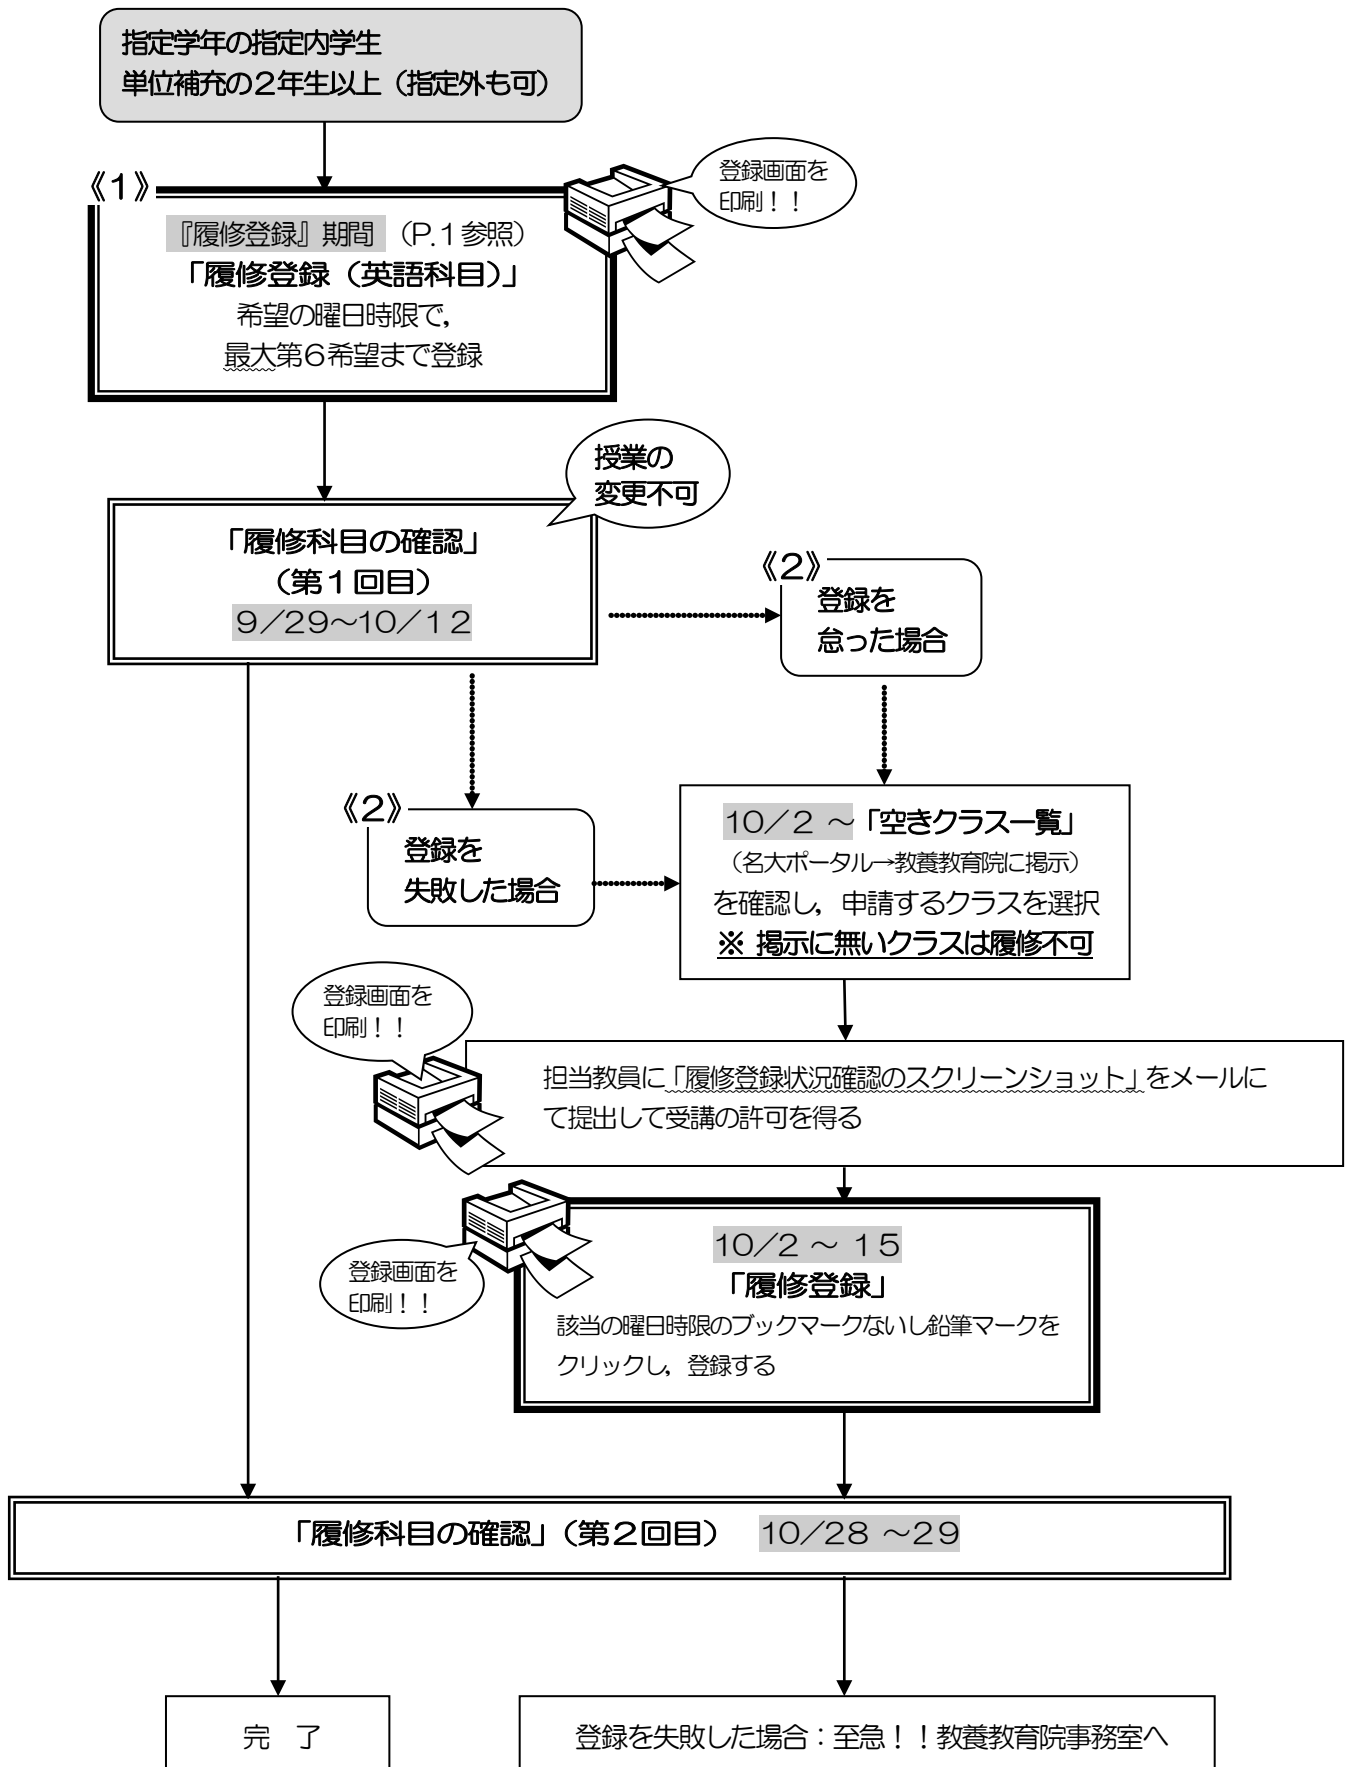 指定学年の指定内学生
単位補充の２年生以上（指定外も可）
登録画面を
印刷！！
《１》
『履修登録』期間 （P.１参照）
「履修登録（英語科目）」
希望の曜日時限で，
最大第６希望まで登録
授業の
変更不可
「履修科目の確認」
（第１回目）
９／29～10／１２
《２》
登録を
怠った場合
《２》
登録を
失敗した場合
10／２ ～「空きクラス一覧」
（名大ポータル→教養教育院に掲示）
を確認し，申請するクラスを選択
※ 掲示に無いクラスは履修不可
登録画面を
印刷！！
担当教員に「履修登録状況確認のスクリーンショット」をメールに
て提出して受講の許可を得る
登録画面を
印刷！！
10／２ ～ １５
「履修登録」
該当の曜日時限のブックマークないし鉛筆マークを
クリックし，登録する
「履修科目の確認」（第２回目） 10／28 ～29
完 了
登録を失敗した場合：至急！！教養教育院事務室へ